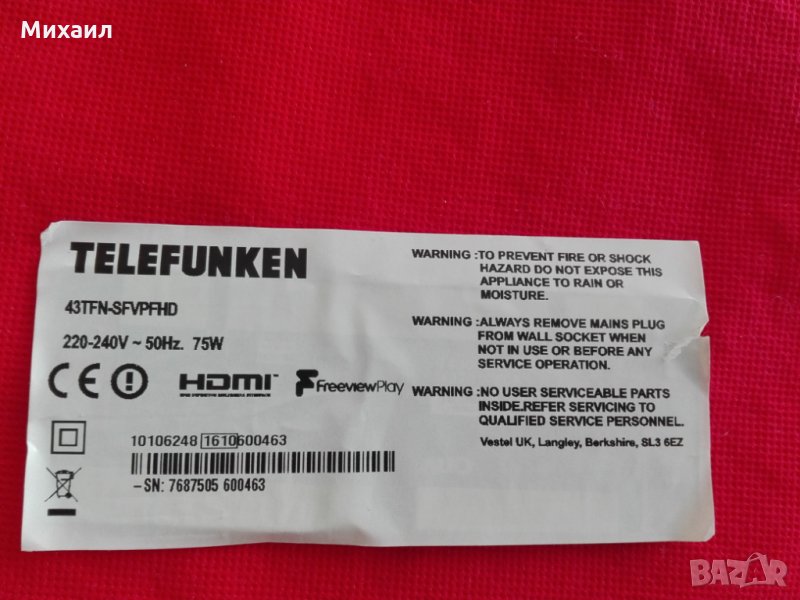 Михаил
TELEFUNKEN
43TFN-SFVPFHD
220-240V ~ 50Hz. 75W
CE HDMI FreeviewPlay
10106248 1610600463
-SN: 7687505 600463
WARNING :TO PREVENT FIRE OR SHOCK
HAZARD DO NOT EXPOSE THIS
APPLIANCE TO RAIN OR
MOISTURE.
WARNING :ALWAYS REMOVE MAINS PLUG
FROM WALL SOCKET WHEN
NOT IN USE OR BEFORE ANY
SERVICE OPERATION.
WARNING :NO USER SERVICEABLE PARTS
INSIDE.REFER SERVICING TO
QUALIFIED SERVICE PERSONNEL.
Vestel UK, Langley, Berkshire, SL3 6EZ
BAZAR